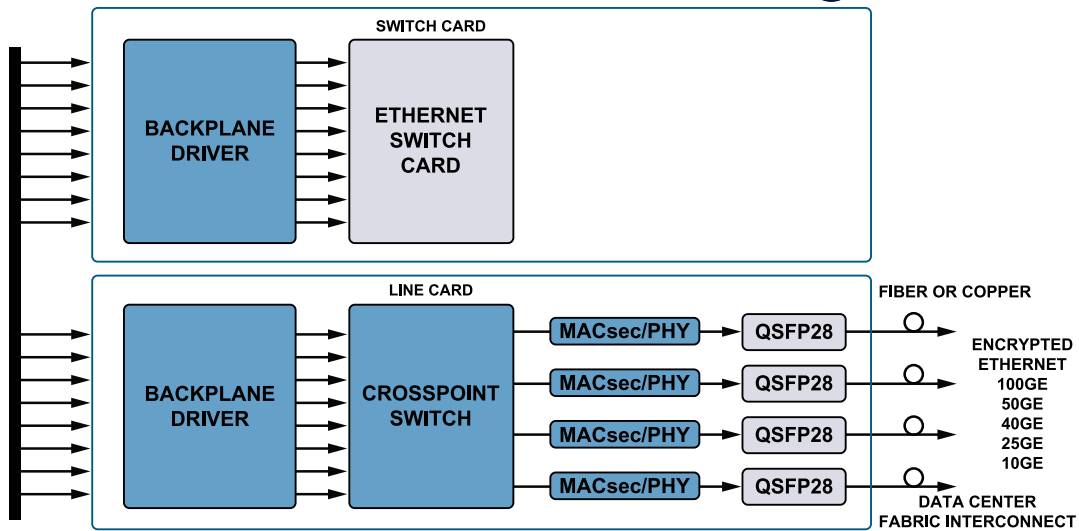 SWITCH CARD
BACKPLANE
DRIVER
ETHERNET
SWITCH
CARD
LINE CARD
BACKPLANE
DRIVER
CROSSPOINT
SWITCH
MACsec/PHY
QSFP28
MACsec/PHY
QSFP28
MACsec/PHY
QSFP28
MACsec/PHY
QSFP28
FIBER OR COPPER
ENCRYPTED
ETHERNET
100GE
50GE
40GE
25GE
10GE
DATA CENTER
FABRIC INTERCONNECT